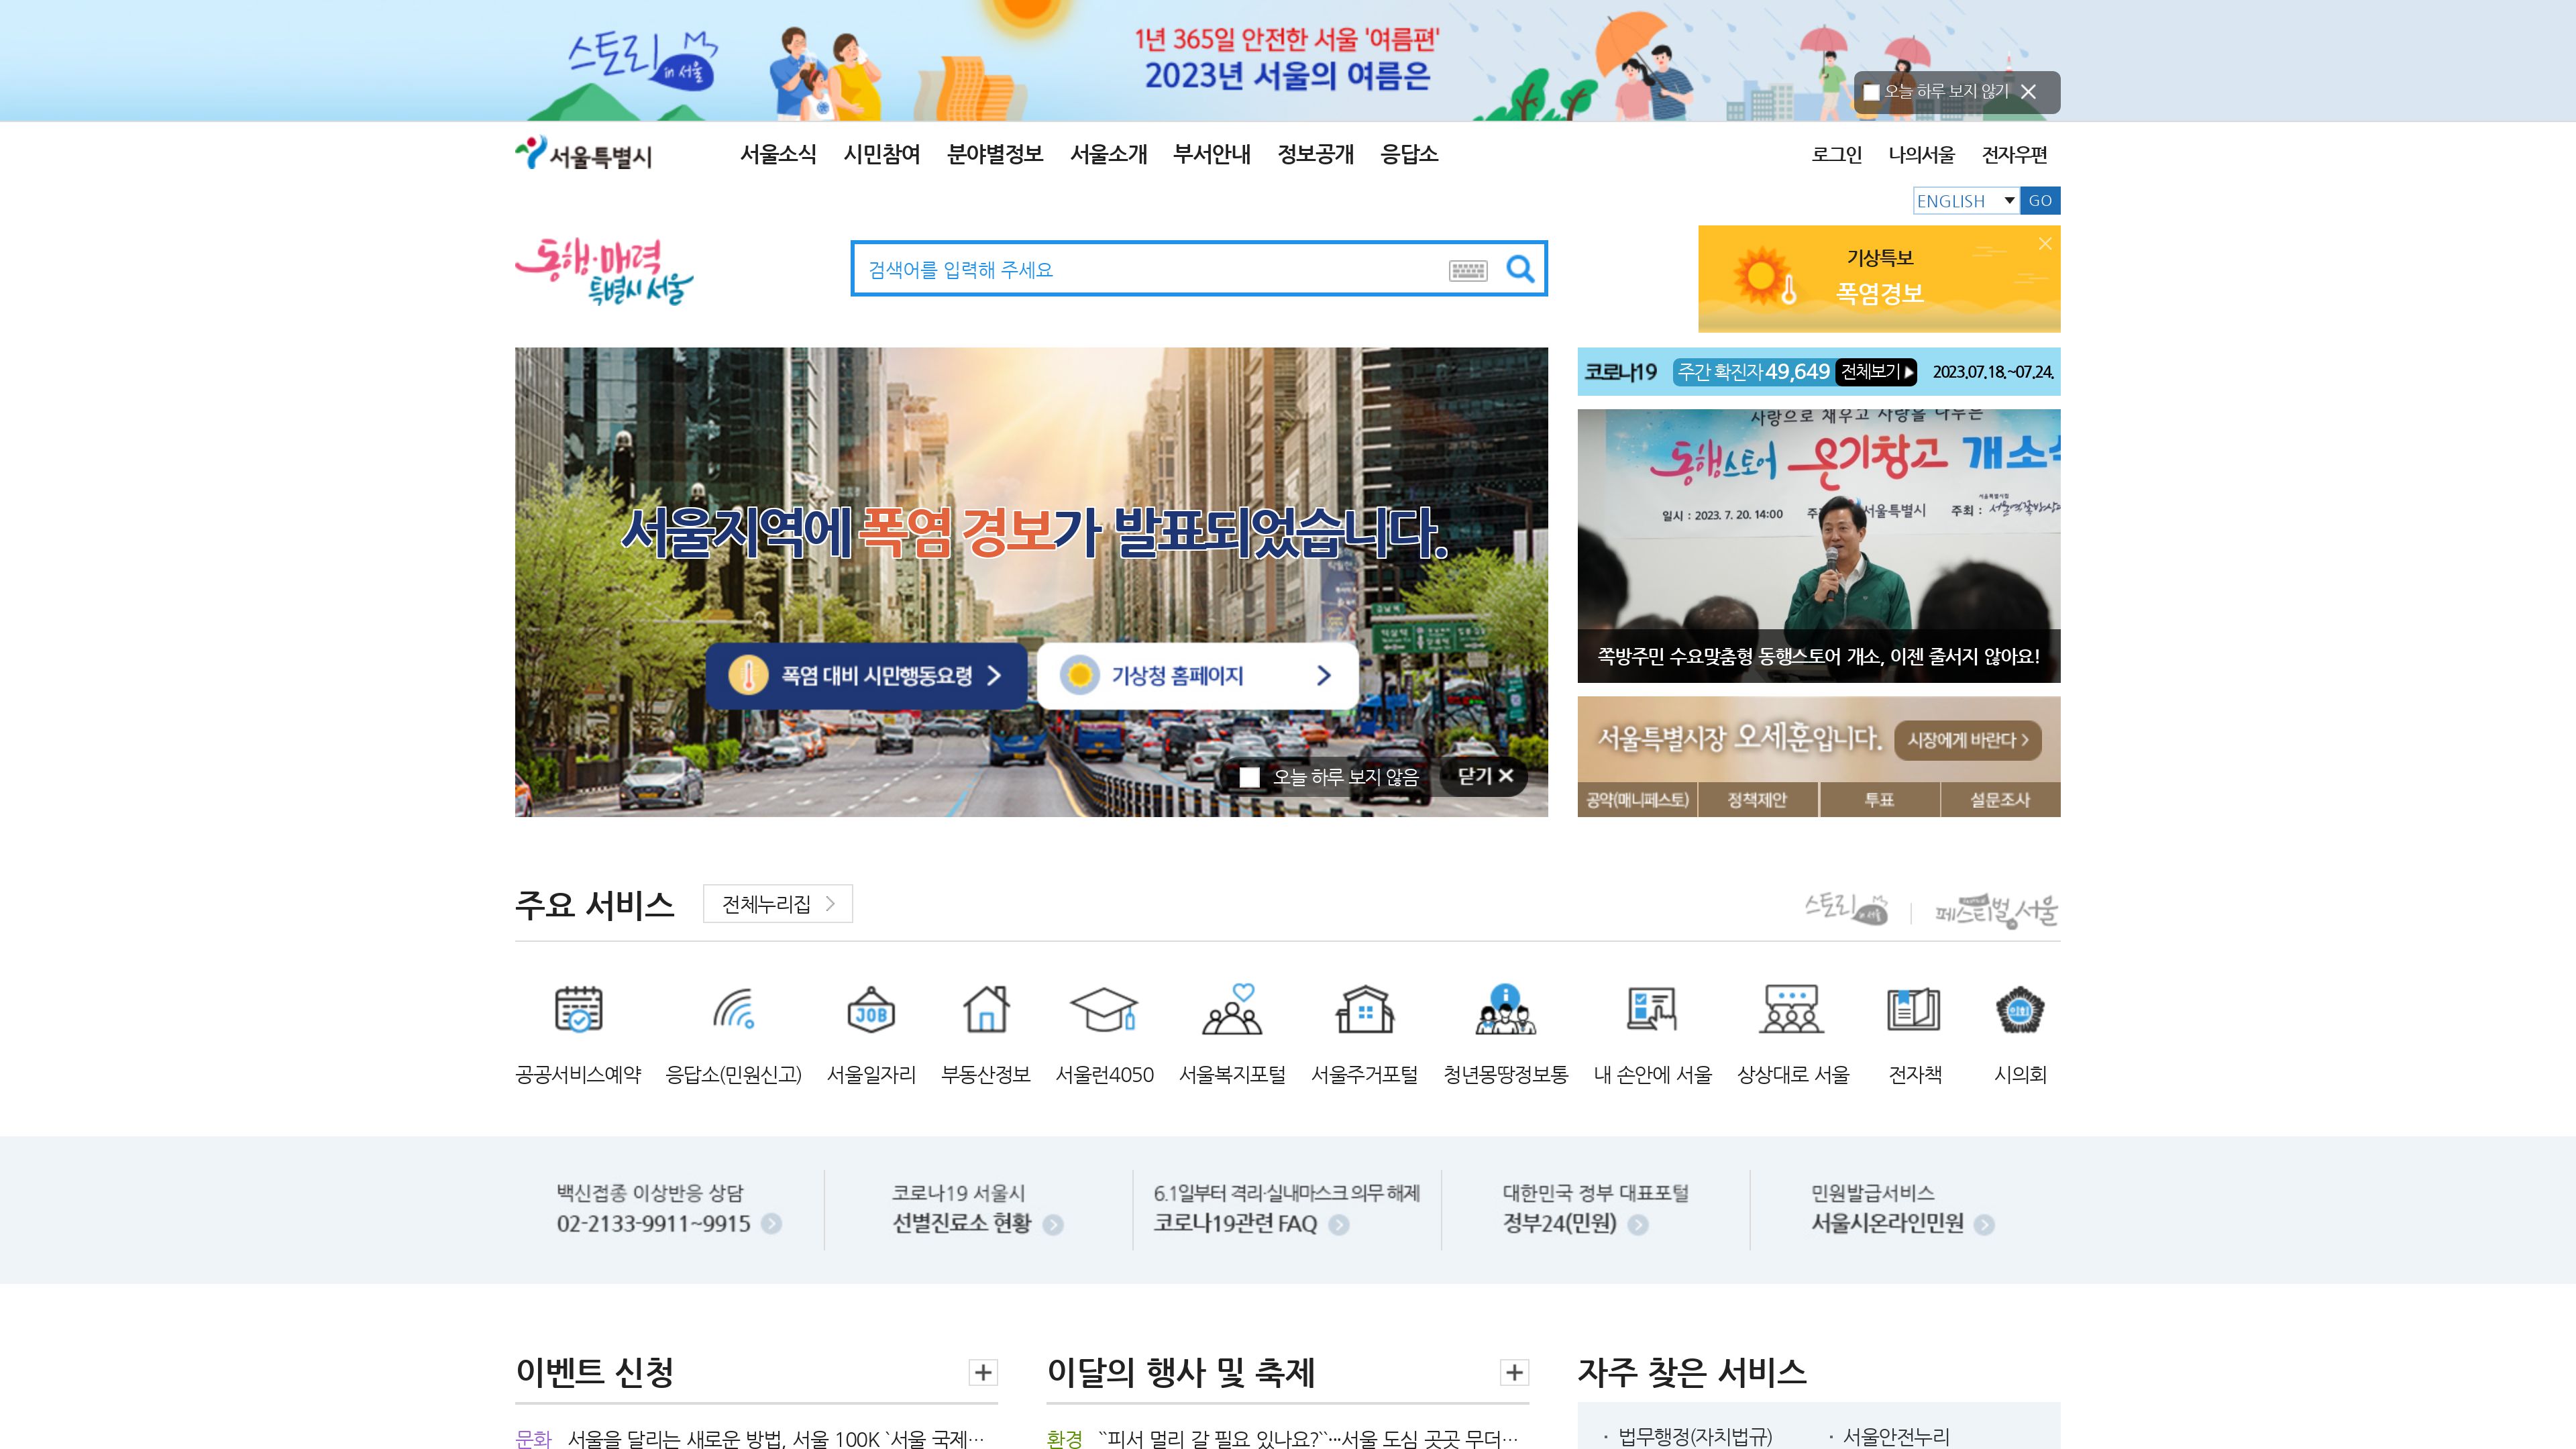 스토리 in 서울
1년 365일 안전한 서울 '여름편'
2023년 서울의 여름은
오늘 하루 보지 않기
서울특별시
서울소식 시민참여 분야별정보 서울소개 부서안내 정보공개 응답소
로그인 나의서울 전자우편
ENGLISH GO
동행·매력
특별시 서울
검색어를 입력해 주세요
기상특보
폭염경보
서울지역에 폭염 경보가 발표되었습니다.
폭염 대비 시민행동요령
기상청 홈페이지
오늘 하루 보지 않음 닫기
코로나19 주간 확진자 49,649 전체보기 2023.07.18.~07.24.
사랑으로 채우고 사랑을 나누는
동행스토어 온기창고 개소
일시 : 2023. 7. 20. 14:00 서울특별시 주최 :
쪽방주민 수요맞춤형 동행스토어 개소, 이젠 줄서지 않아요!
서울특별시장 오세훈입니다. 시장에게 바란다
공약(매니페스토) 정책제안 투표 설문조사
주요 서비스 전체누리집
스토리 in 서울 페스티벌 서울
JOB
의회
공공서비스예약 응답소(민원신고) 서울일자리 부동산정보 서울런4050 서울복지포털 서울주거포털 청년몽땅정보통 내 손안에 서울 상상대로 서울 전자책 시의회
백신접종 이상반응 상담
02-2133-9911~9915
코로나19 서울시
선별진료소 현황
6.1일부터 격리·실내마스크 의무 해제
코로나19관련 FAQ
대한민국 정부 대표포털
정부24(민원)
민원발급서비스
서울시온라인민원
이벤트 신청
문화 서울을 달리는 새로운 방법, 서울 100K `서울 국제…
이달의 행사 및 축제
환경 ``피서 멀리 갈 필요 있나요?``…서울 도심 곳곳 무더…
자주 찾은 서비스
· 법무행정(자치법규) · 서울안전누리